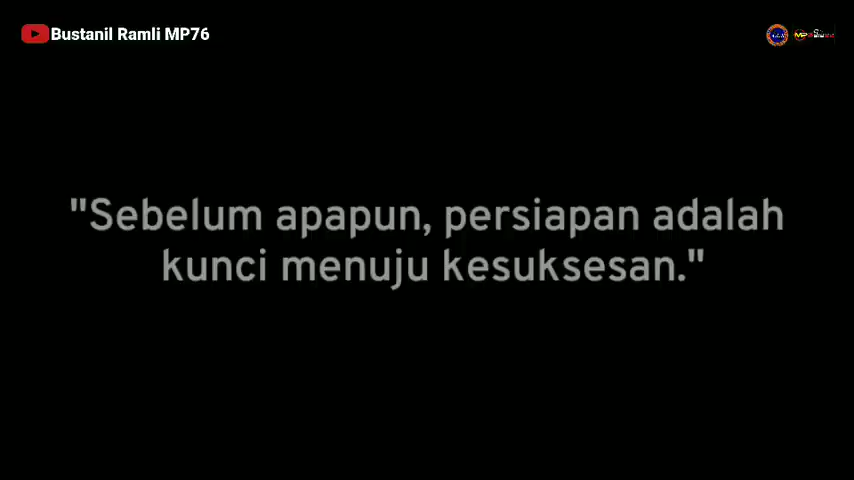 Bustanil Ramli MP76
"Sebelum apapun, persiapan adalah
kunci menuju kesuksesan."